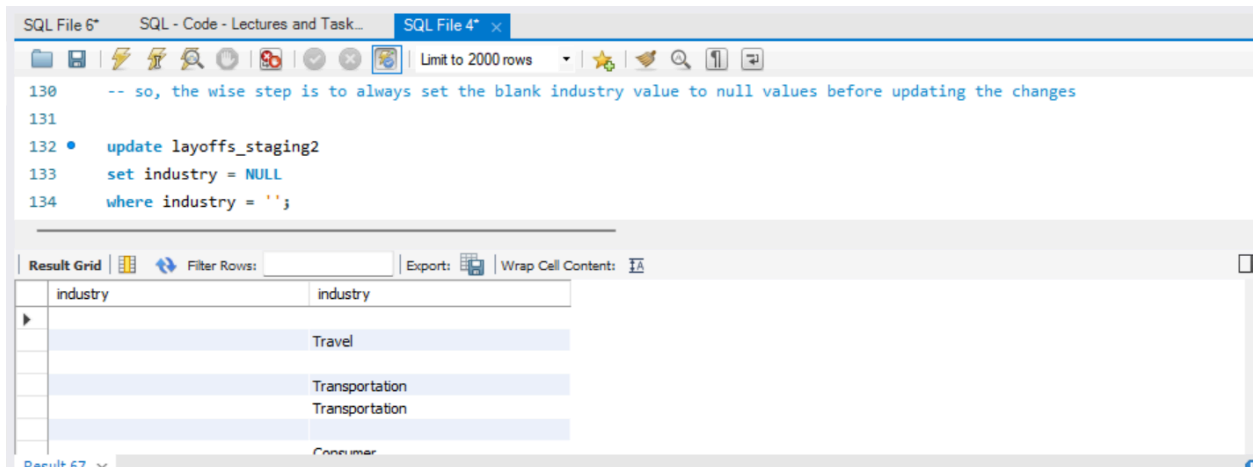 SQL File 6* SQL - Code - Lectures and Task... SQL File 4* ×
Limit to 2000 rows
130 -- so, the wise step is to always set the blank industry value to null values before updating the changes
131
132 update layoffs_staging2
133 set industry = NULL
134 where industry = '';
Result Grid Filter Rows: Export: Wrap Cell Content: IA
industry industry
Travel
Transportation
Transportation
Consumer
Result 67 ×